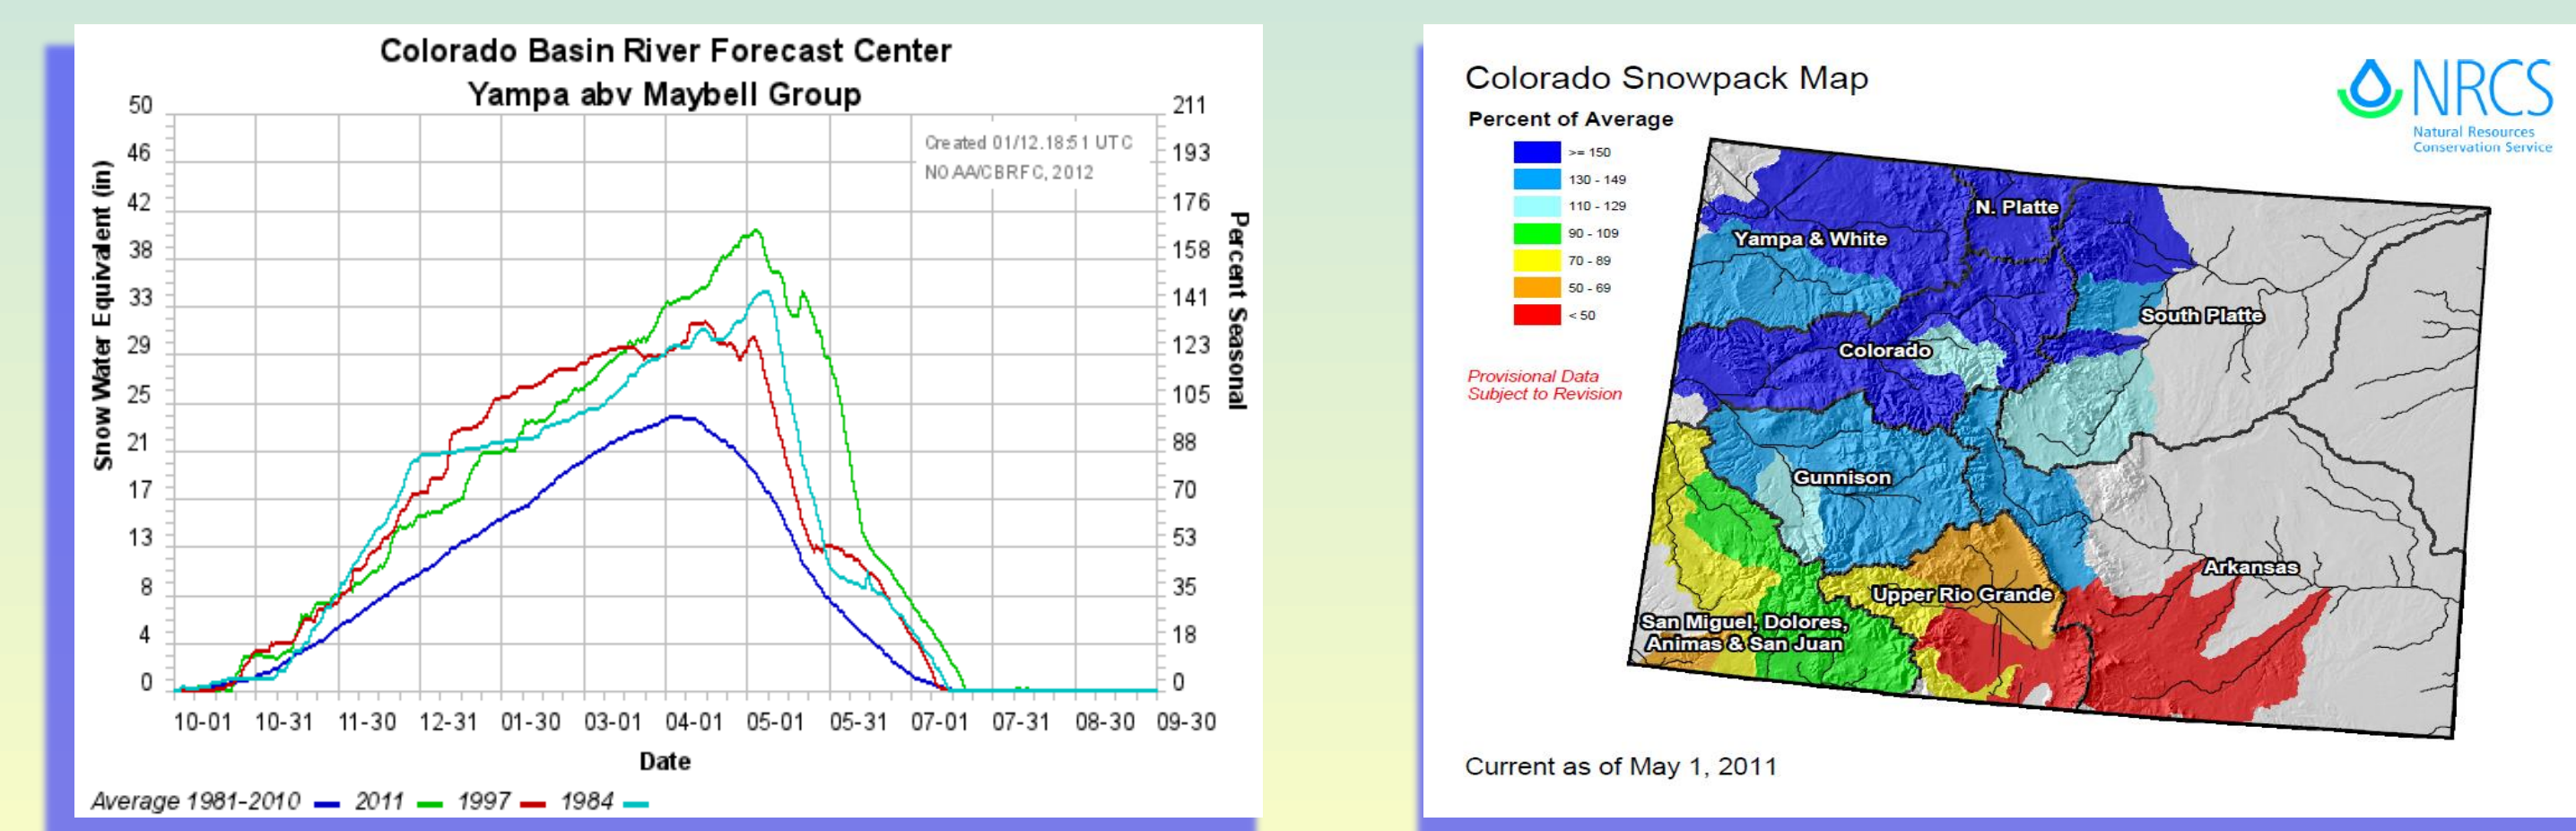 Colorado Basin River Forecast Center
Yampa abv Maybell Group
50
46
42
38
33
29
25
21
17
13
8
4
0
Snow Water Equivalent (in)
211
193
176
158
141
123
105
88
70
53
35
18
0
Percent Seasonal
Created 01/12.18:51 UTC
NOAA/CBRFC, 2012
10-01 10-31 11-30 12-31 01-30 03-01 04-01 05-01 05-31 07-01 07-31 08-30 09-30
Date
Average 1981-2010 2011 1997 1984
Colorado Snowpack Map
Percent of Average
>= 150
130 - 149
110 - 129
90 - 109
70 - 89
50 - 69
< 50
Provisional Data
Subject to Revision
NRCS
Natural Resources
Conservation Service
N. Platte
Yampa & White
South Platte
Colorado
Gunnison
Arkansas
Upper Rio Grande
San Miguel, Dolores,
Animas & San Juan
Current as of May 1, 2011